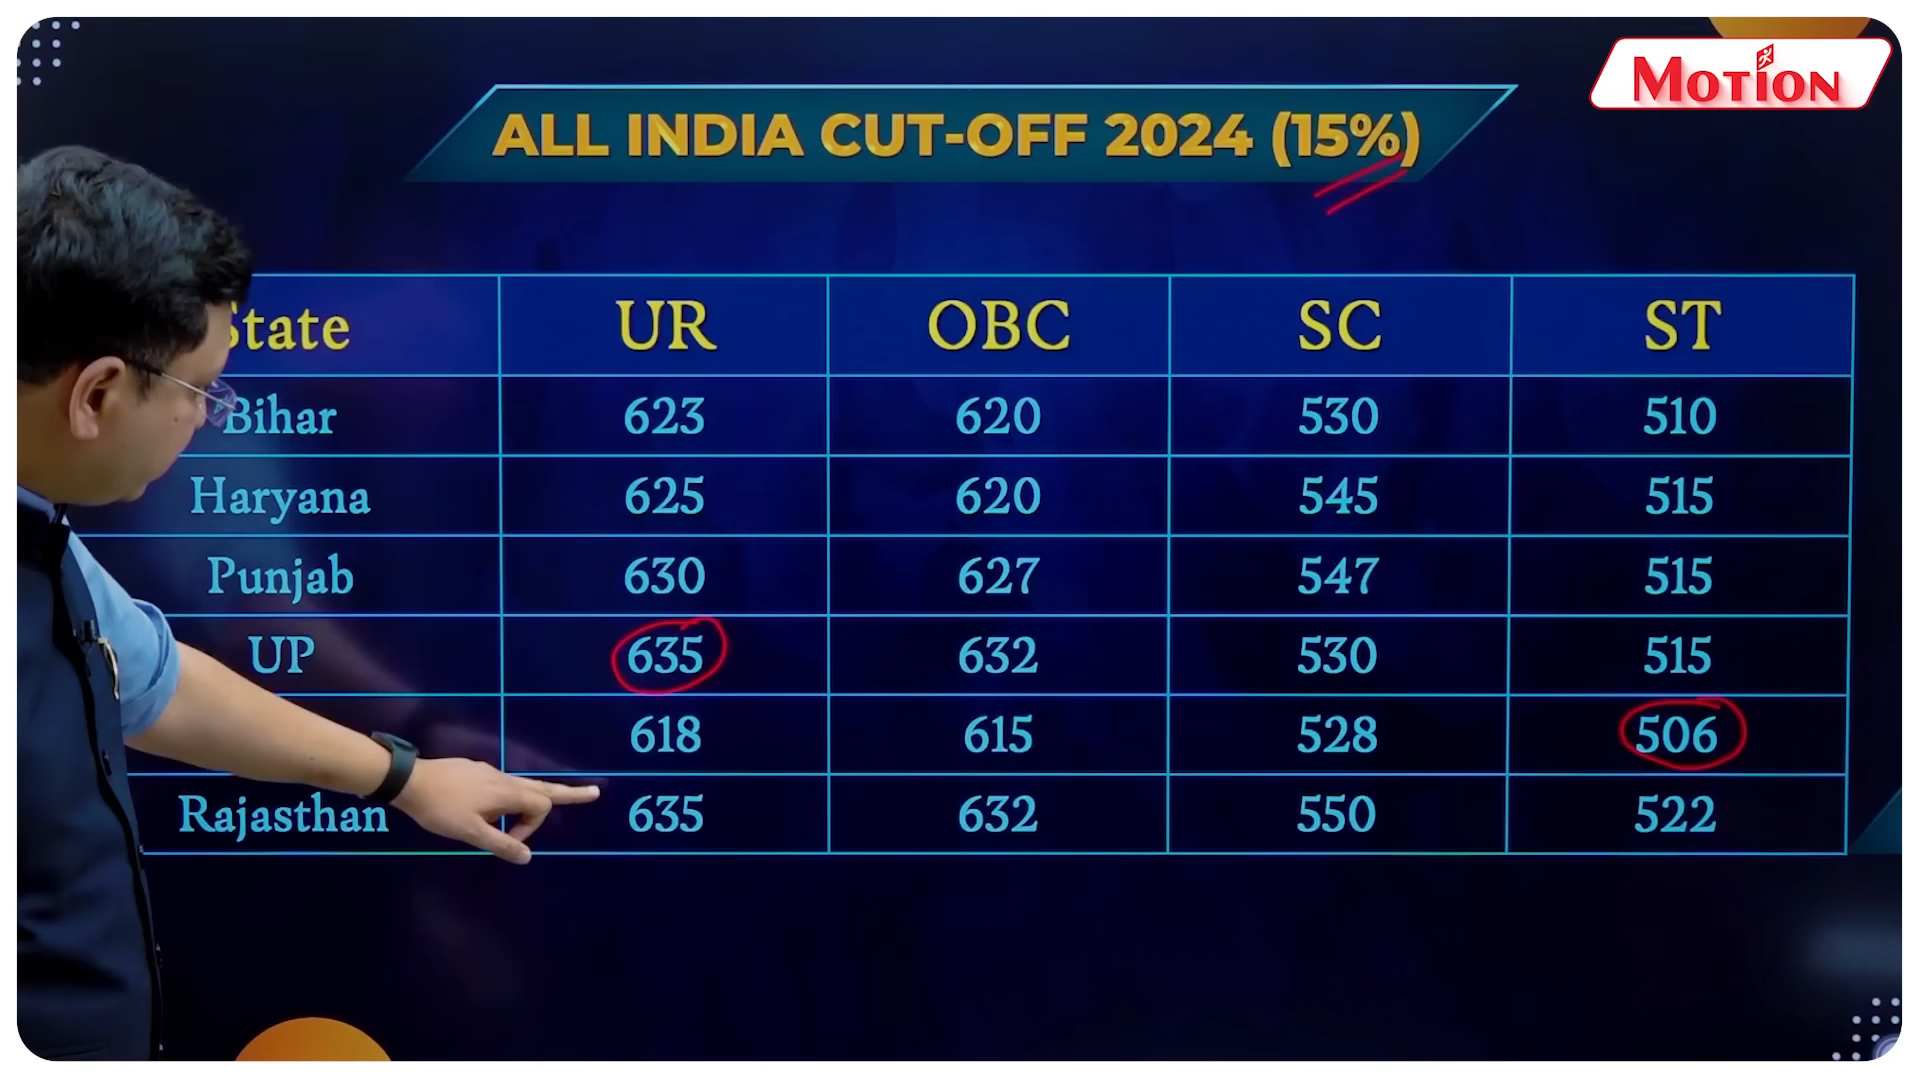 MOTION
ALL INDIA CUT-OFF 2024 (15%)
State UR OBC SC ST
Bihar 623 620 530 510
Haryana 625 620 545 515
Punjab 630 627 547 515
UP 635 632 530 515
618 615 528 506
Rajasthan 635 632 550 522